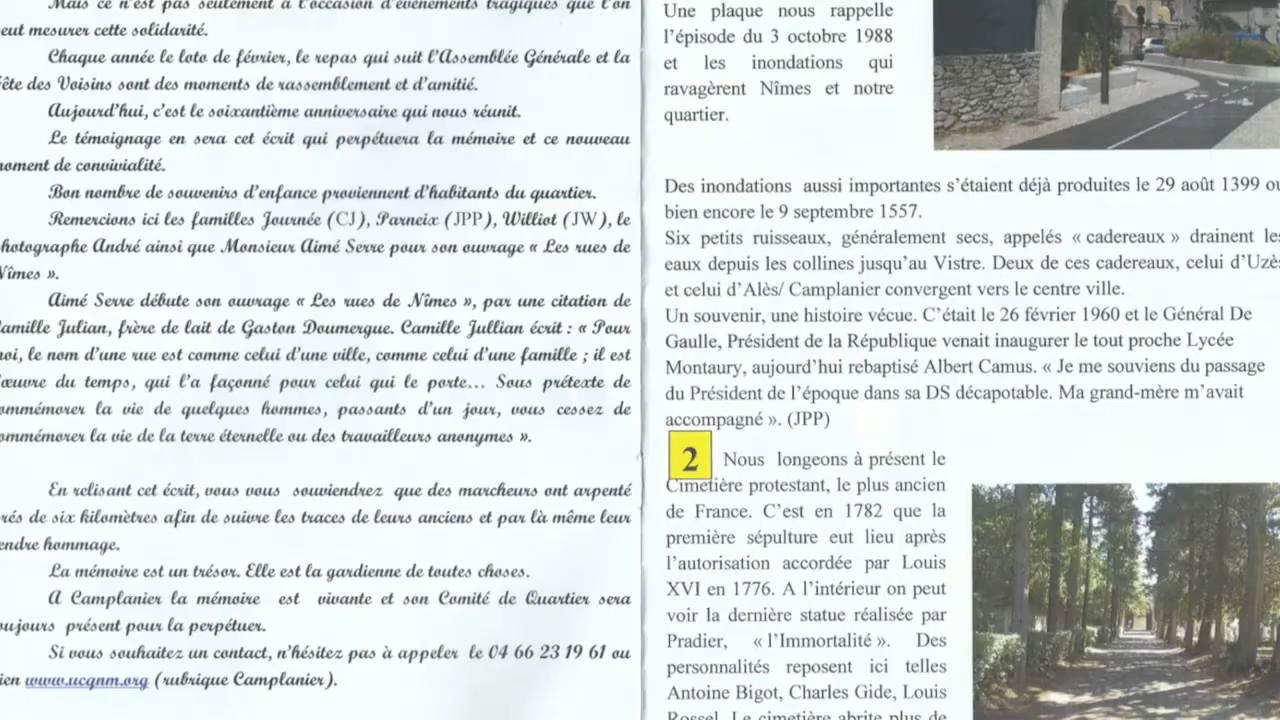 Mais ce n'est pas seulement à l'occasion d'évènements tragiques que l'on
eut mesurer cette solidarité.
Chaque année le loto de février, le repas qui suit l'Assemblée Générale et la
ête des Voisins sont des moments de rassemblement et d'amitié.
Aujourd'hui, c'est le soixantième anniversaire qui nous réunit.
Le témoignage en sera cet écrit qui perpétuera la mémoire et ce nouveau
moment de convivialité.
Bon nombre de souvenirs d'enfance proviennent d'habitants du quartier.
Remercions ici les familles Journée (CJ), Parneix (JPP), Williot (JW), le
hotographe André ainsi que Monsieur Aimé Serre pour son ouvrage « Les rues de
Nîmes ».
Aimé Serre débute son ouvrage « Les rues de Nîmes », par une citation de
amille Julian, frère de lait de Gaston Doumergue. Camille Jullian écrit : « Pour
moi, le nom d'une rue est comme celui d'une ville, comme celui d'une famille ; il est
'œuvre du temps, qui l'a façonné pour celui qui le porte... Sous prétexte de
ommémorer la vie de quelques hommes, passants d'un jour, vous cessez de
ommémorer la vie de la terre éternelle ou des travailleurs anonymes ».
En relisant cet écrit, vous vous souviendrez que des marcheurs ont arpenté
rés de six kilomètres afin de suivre les traces de leurs anciens et par là même leur
endre hommage.
La mémoire est un trésor. Elle est la gardienne de toutes choses.
A Camplanier la mémoire est vivante et son Comité de Quartier sera
oujours présent pour la perpétuer.
Si vous souhaitez un contact, n'hésitez pas à appeler le 04 66 23 19 61 ou
ien www.ucqnm.org (rubrique Camplanier).
Une plaque nous rappelle
l'épisode du 3 octobre 1988
et les inondations qui
ravagèrent Nîmes et notre
quartier.
Des inondations aussi importantes s'étaient déjà produites le 29 août 1399 ou
bien encore le 9 septembre 1557.
Six petits ruisseaux, généralement secs, appelés « cadereaux » drainent les
eaux depuis les collines jusqu'au Vistre. Deux de ces cadereaux, celui d'Uzès
et celui d'Alès/ Camplanier convergent vers le centre ville.
Un souvenir, une histoire vécue. C'était le 26 février 1960 et le Général De
Gaulle, Président de la République venait inaugurer le tout proche Lycée
Montaury, aujourd'hui rebaptisé Albert Camus. « Je me souviens du passage
du Président de l'époque dans sa DS décapotable. Ma grand-mère m'avait
accompagné ». (JPP)
2 Nous longeons à présent le
Cimetière protestant, le plus ancien
de France. C'est en 1782 que la
première sépulture eut lieu après
l'autorisation accordée par Louis
XVI en 1776. A l'intérieur on peut
voir la dernière statue réalisée par
Pradier, « l'Immortalité ». Des
personnalités reposent ici telles
Antoine Bigot, Charles Gide, Louis
Rossel. Le cimetière abrite plus de